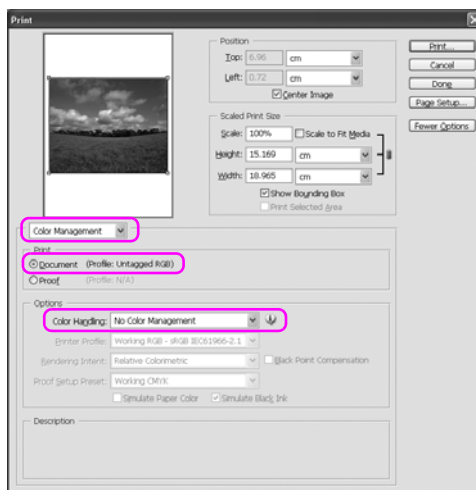 Print
Position
Top: 6.96 cm
Left: 0.72 cm
Center Image
Scaled Print Size
Scale: 100% Scale to Fit Media
Height: 15.169 cm
Width: 18.965 cm
Show Bounding Box
Print Selected Area
Print...
Cancel
Done
Page Setup...
Fewer Options
Color Management
Print
Document (Profile: Untagged RGB)
Proof (Profile: N/A)
Options
Color Handling: No Color Management
Printer Profile: Working RGB - sRGB IEC61966-2.1
Rendering Intent: Relative Colorimetric Black Point Compensation
Proof Setup Preset: Working CMYK
Simulate Paper Color Simulate Black Ink
Description